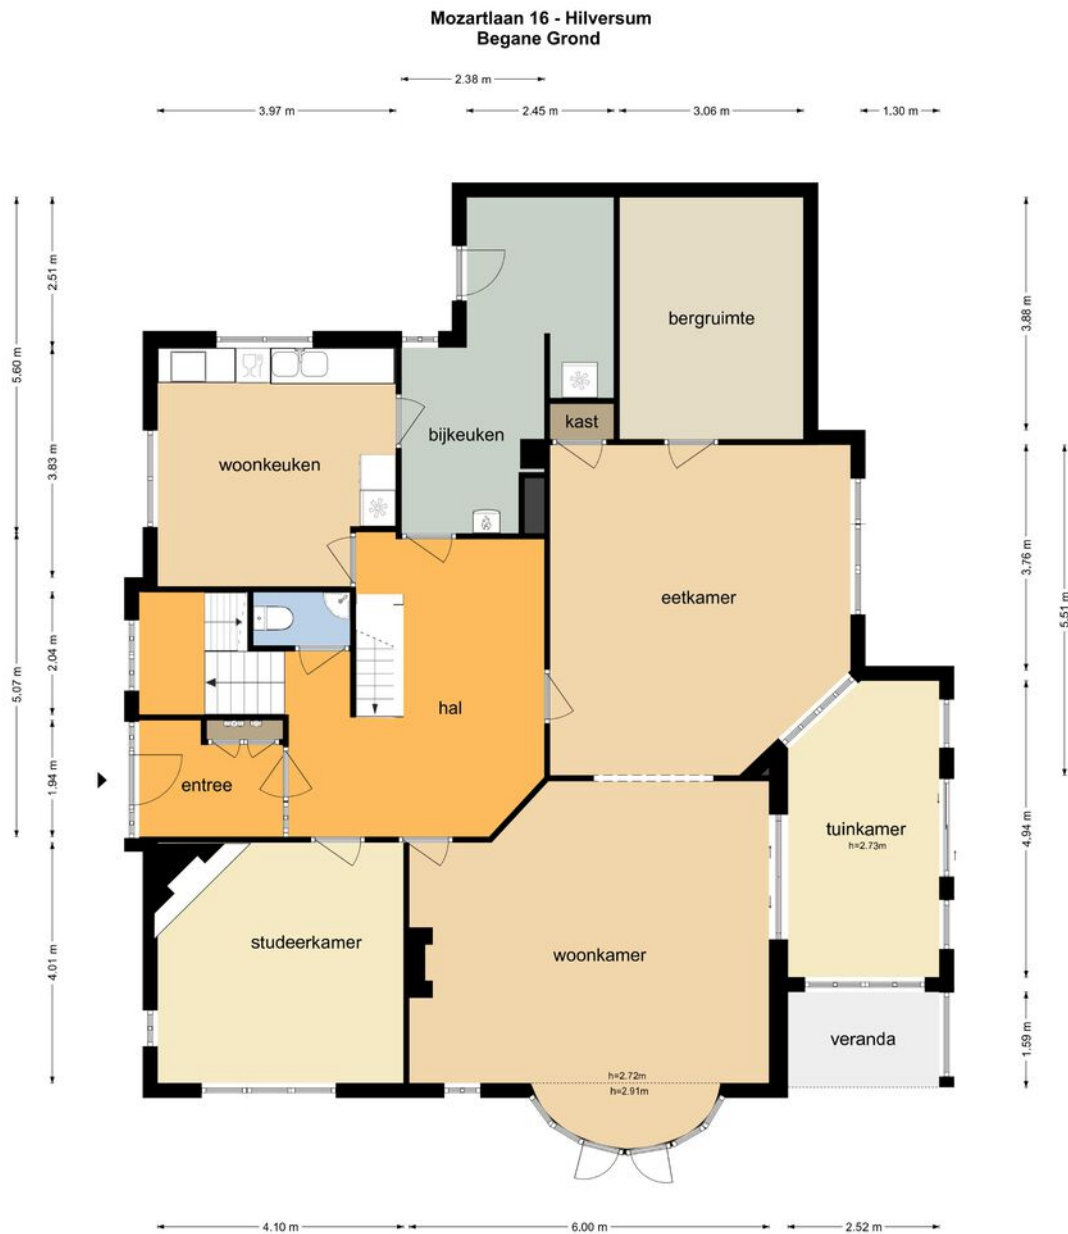 Mozartlaan 16 - Hilversum
Begane Grond
2.38 m
3.97 m
2.45 m
3.06 m
1.30 m
5.60 m
2.51 m
3.88 m
bergruimte
kast
bijkeuken
woonkeuken
3.83 m
3.76 m
5.51 m
eetkamer
2.04 m
5.07 m
hal
1.94 m
entree
tuinkamer
h=2.73m
4.94 m
studeerkamer
woonkamer
4.01 m
veranda
1.59 m
h=2.72m
h=2.91m
4.10 m
6.00 m
2.52 m